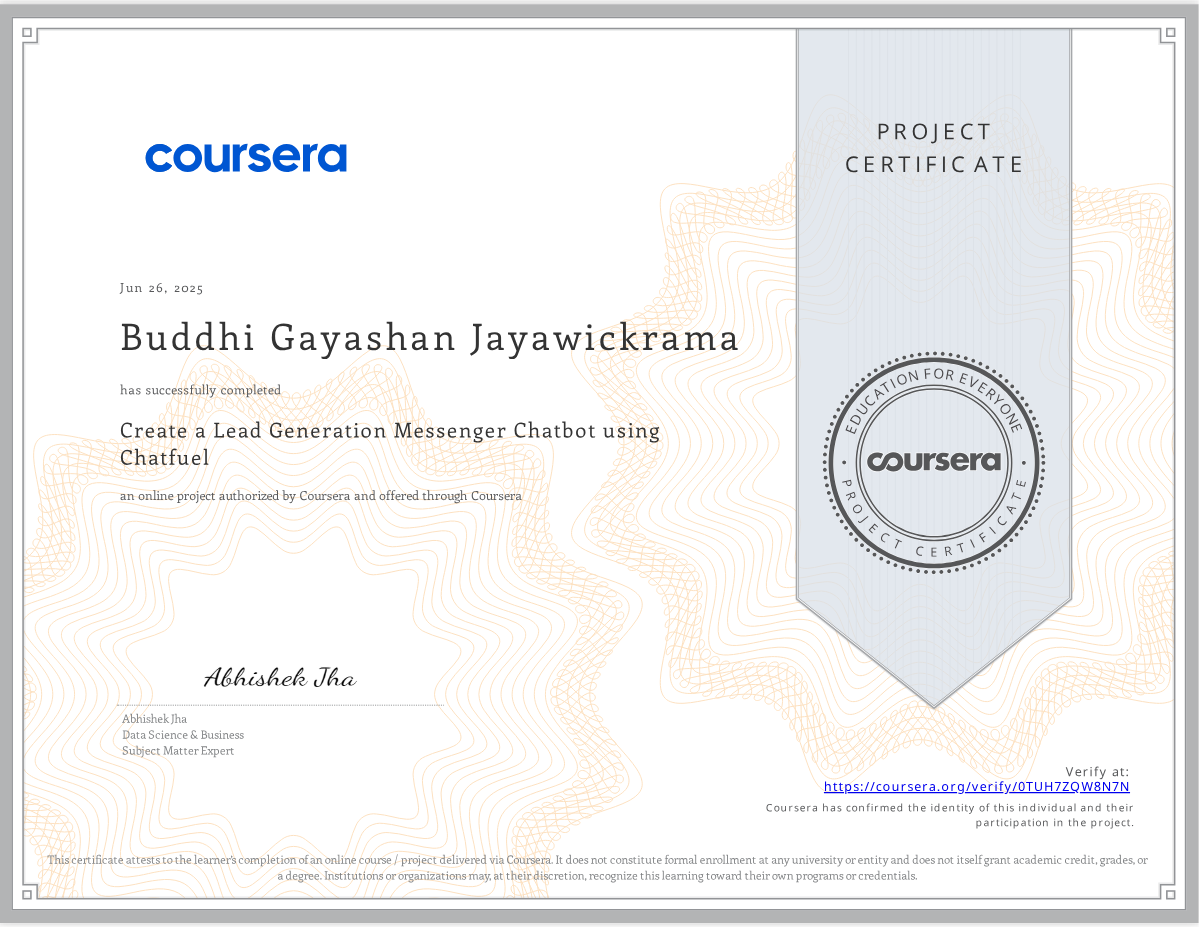 coursera
PROJECT
CERTIFICATE
Jun 26, 2025
Buddhi Gayashan Jayawickrama
has successfully completed
Create a Lead Generation Messenger Chatbot using
Chatfuel
an online project authorized by Coursera and offered through Coursera
EDUCATION FOR EVERYONE
coursera
PROJECT CERTIFICATE
Abhishek Jha
Abhishek Jha
Data Science & Business
Subject Matter Expert
Verify at:
https://coursera.org/verify/0TUH7ZQW8N7N
Coursera has confirmed the identity of this individual and their
participation in the project.
This certificate attests to the learner's completion of an online course / project delivered via Coursera. It does not constitute formal enrollment at any university or entity and does not itself grant academic credit, grades, or
a degree. Institutions or organizations may, at their discretion, recognize this learning toward their own programs or credentials.